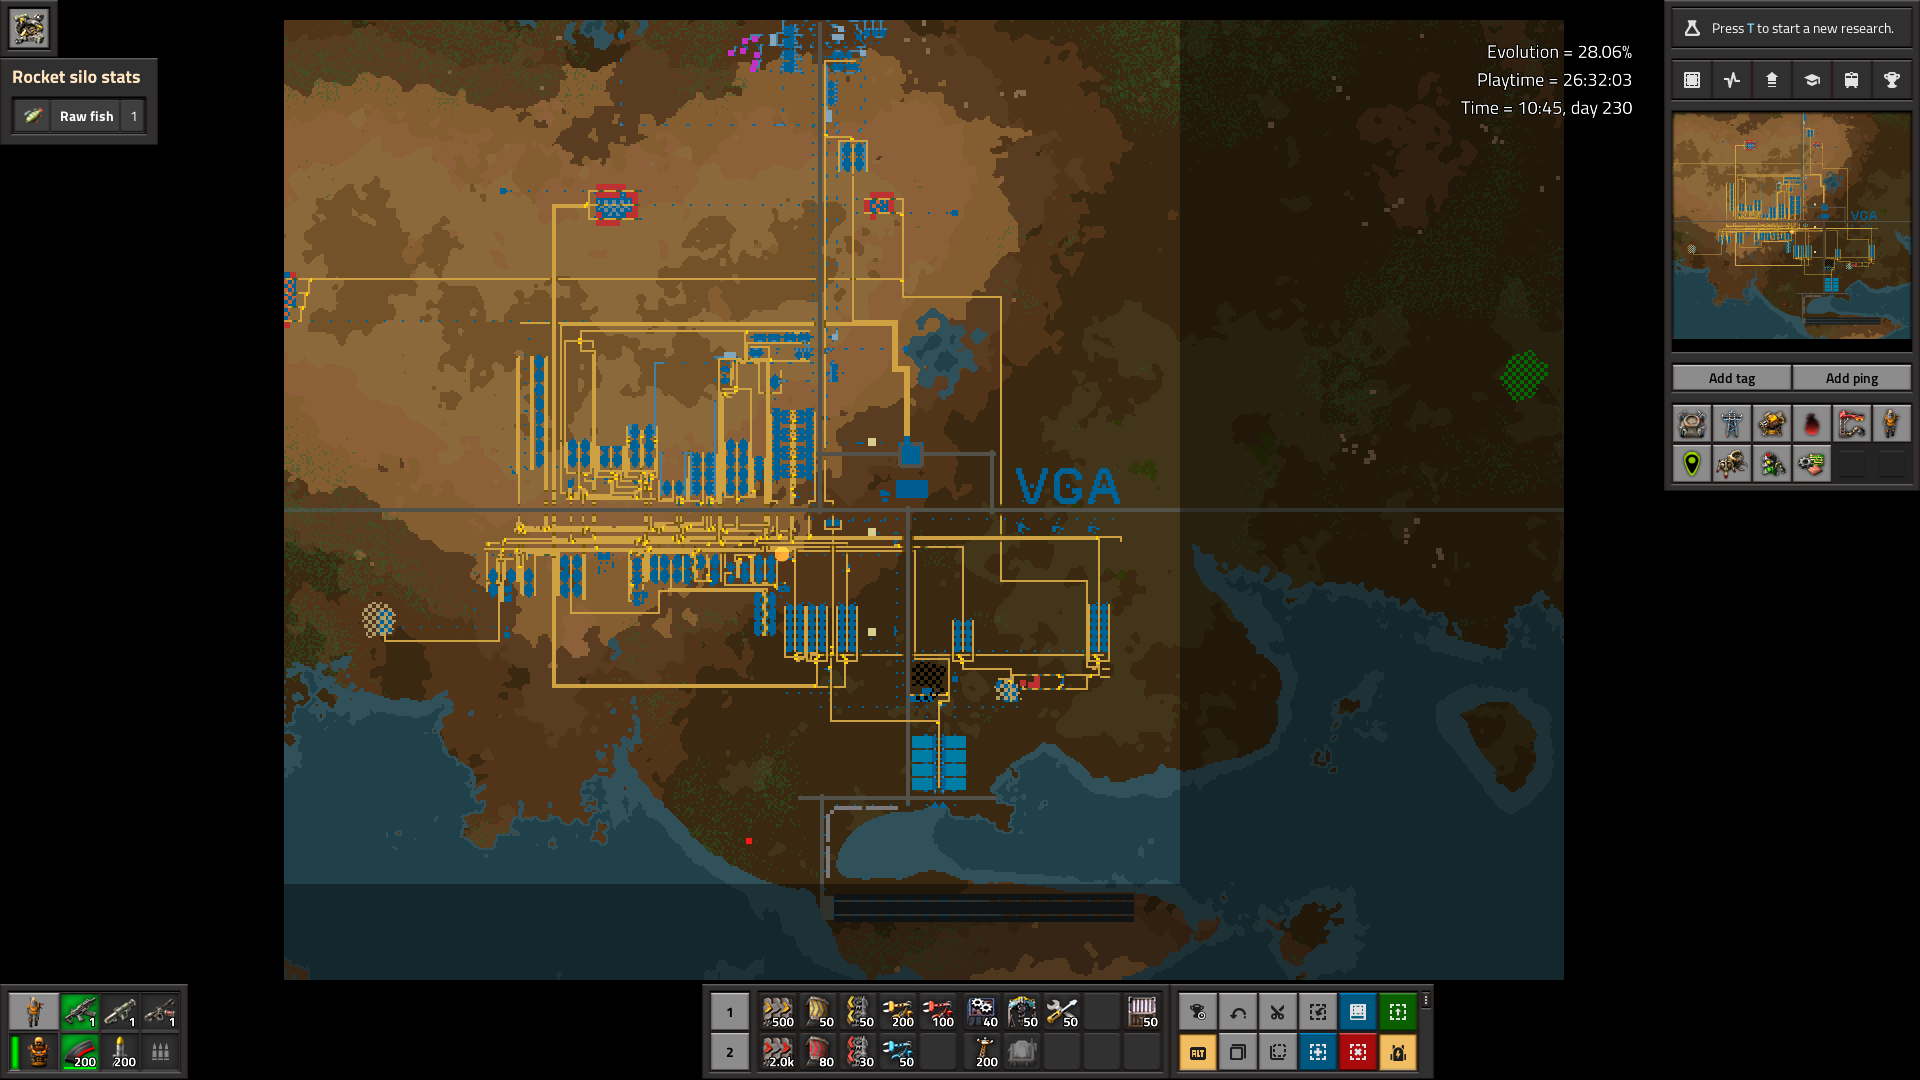 Rocket silo stats
Raw fish 1
Evolution = 28.06%
Playtime = 26:32:03
Time = 10:45, day 230
Press T to start a new research.
VGA
VGA
Add tag
Add ping
1
1
1
200
200
1
500
50
50
200
100
40
50
50
50
2
2.0k
80
30
50
200
ALT